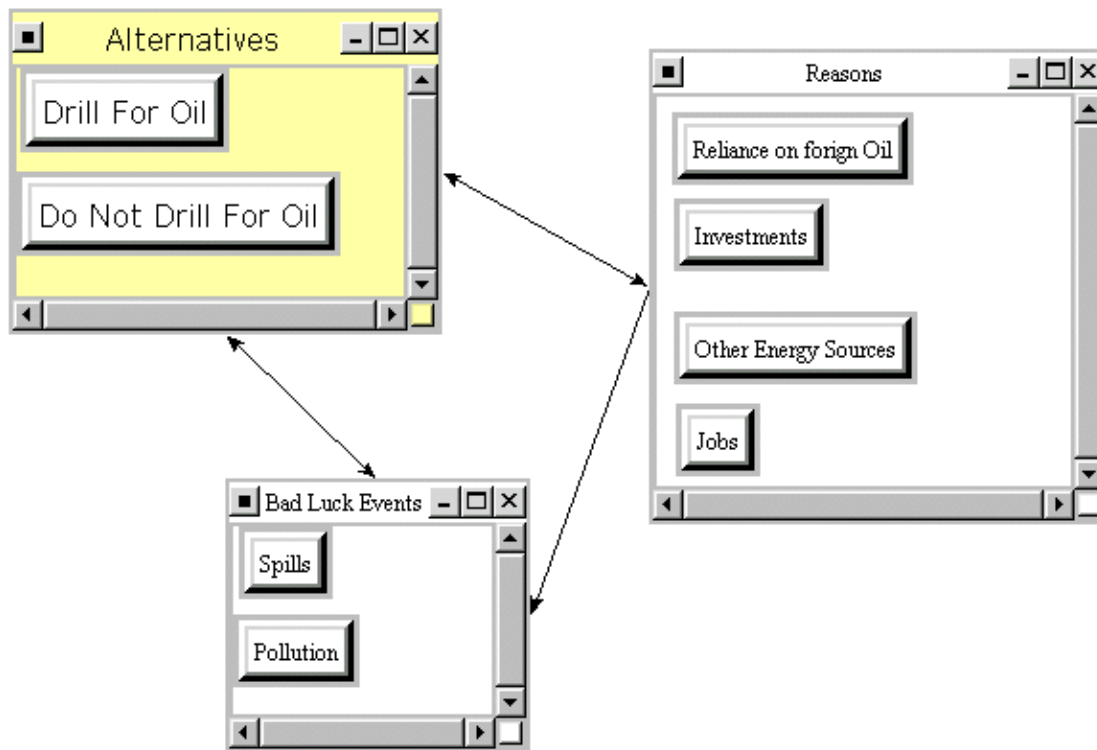 Alternatives
Drill For Oil
Do Not Drill For Oil
Reasons
Reliance on forign Oil
Investments
Other Energy Sources
Jobs
Bad Luck Events
Spills
Pollution